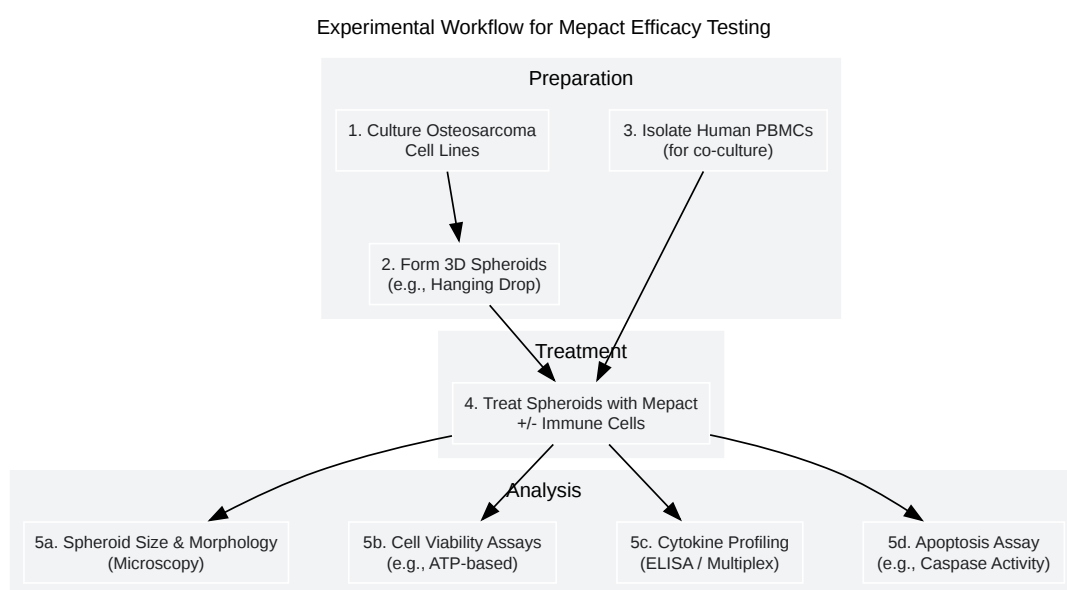 Experimental Workflow for Mepact Efficacy Testing
Preparation
1. Culture Osteosarcoma
Cell Lines
3. Isolate Human PBMCs
(for co-culture)
2. Form 3D Spheroids
(e.g., Hanging Drop)
Treatment
4. Treat Spheroids with Mepact
+/- Immune Cells
Analysis
5a. Spheroid Size & Morphology
(Microscopy)
5b. Cell Viability Assays
(e.g., ATP-based)
5c. Cytokine Profiling
(ELISA / Multiplex)
5d. Apoptosis Assay
(e.g., Caspase Activity)